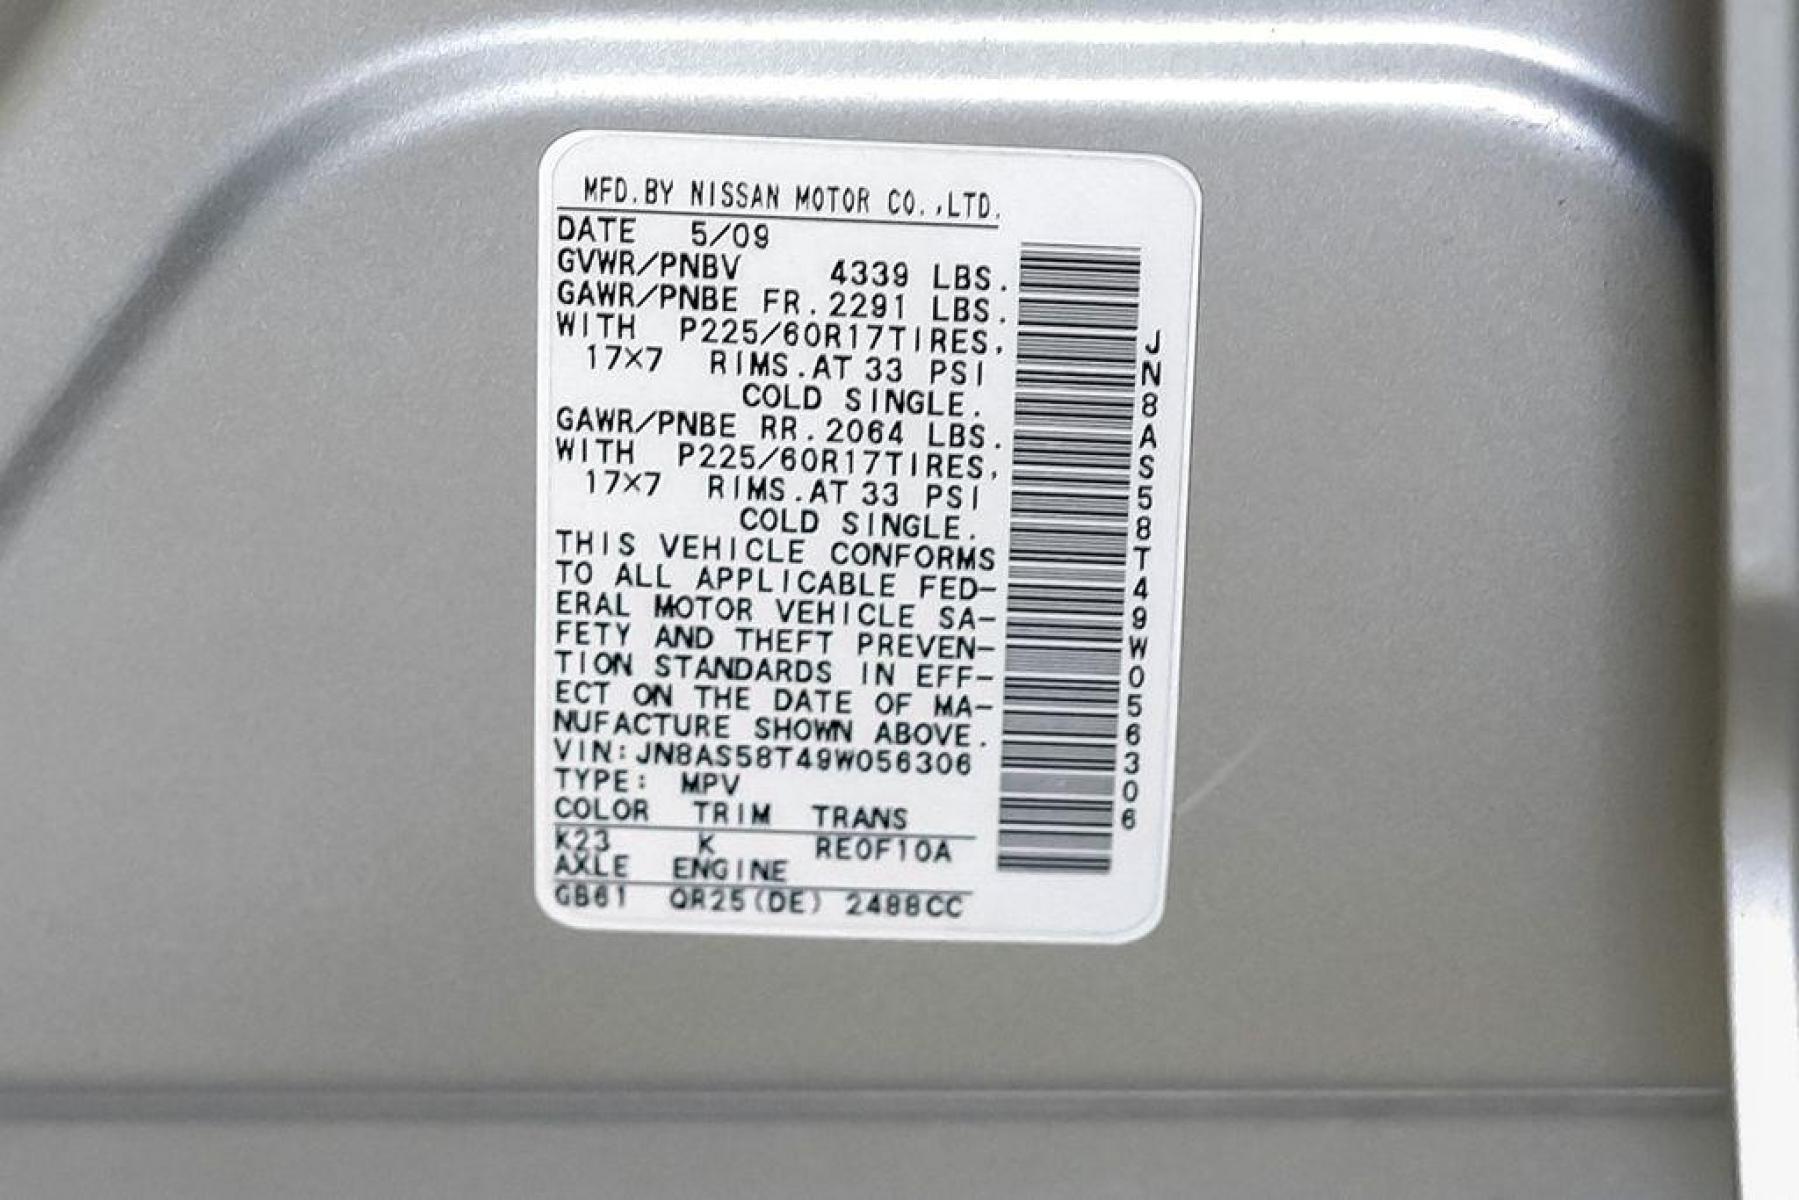 MFD.BY NISSAN MOTOR CO.,LTD.
DATE 5/09
GVWR/PNBV 4339 LBS.
GAWR/PNBE FR.2291 LBS.
WITH P225/60R17TIRES,
17×7 RIMS.AT 33 PSI
COLD SINGLE.
GAWR/PNBE RR.2064 LBS.
WITH P225/60R17TIRES,
17×7 RIMS.AT 33 PSI
COLD SINGLE.
THIS VEHICLE CONFORMS
TO ALL APPLICABLE FED-
ERAL MOTOR VEHICLE SA-
FETY AND THEFT PREVEN-
TION STANDARDS IN EFF-
ECT ON THE DATE OF MA-
NUFACTURE SHOWN ABOVE.
VIN:JN8AS58T49W056306
TYPE: MPV
COLOR TRIM TRANS
K23 K RE0F10A
AXLE ENGINE
GB61 QR25(DE) 2488CC
JN8AS58T49W056306